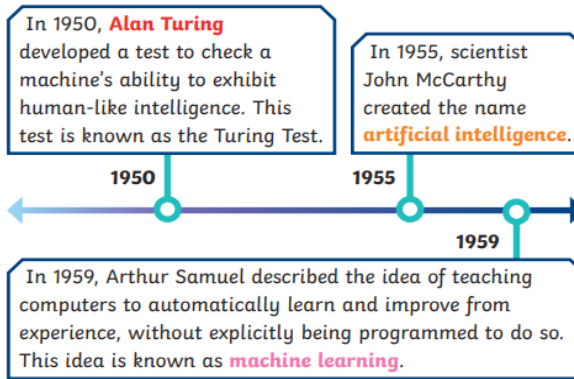 In 1950, Alan Turing
developed a test to check a
machine's ability to exhibit
human-like intelligence. This
test is known as the Turing Test.
In 1955, scientist
John McCarthy
created the name
artificial intelligence.
1950
1955
1959
In 1959, Arthur Samuel described the idea of teaching
computers to automatically learn and improve from
experience, without explicitly being programmed to do so.
This idea is known as machine learning.